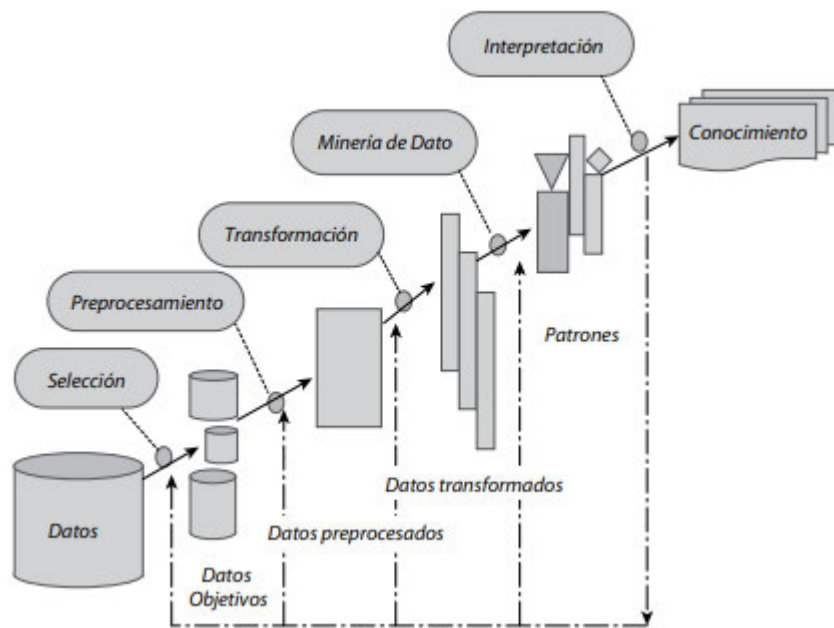 Interpretación
Conocimiento
Minería de Dato
Transformación
Preprocesamiento
Patrones
Selección
Datos transformados
Datos
Datos preprocesados
Datos
Objetivos